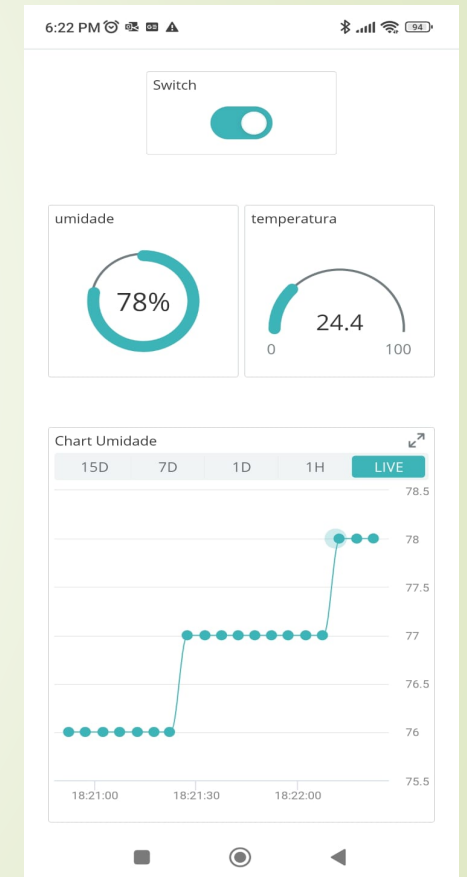 6:22 PM
94
Switch
umidade
temperatura
78%
24.4
0
100
Chart Umidade
15D
7D
1D
1H
LIVE
78.5
78
77.5
77
76.5
76
75.5
18:21:00
18:21:30
18:22:00